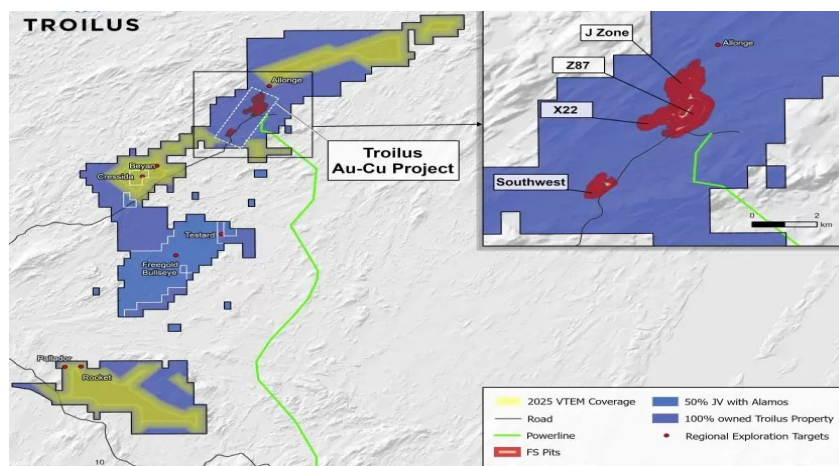 TROILUS
Allonge
Troilus
Au-Cu Project
Beyan
Cressida
Testard
Freegold
Bullseye
Pallador
Rocket
10
J Zone
Allonge
Z87
X22
Southwest
0 2
km
2025 VTEM Coverage
Road
Powerline
FS Pits
50% JV with Alamos
100% owned Troilus Property
Regional Exploration Targets